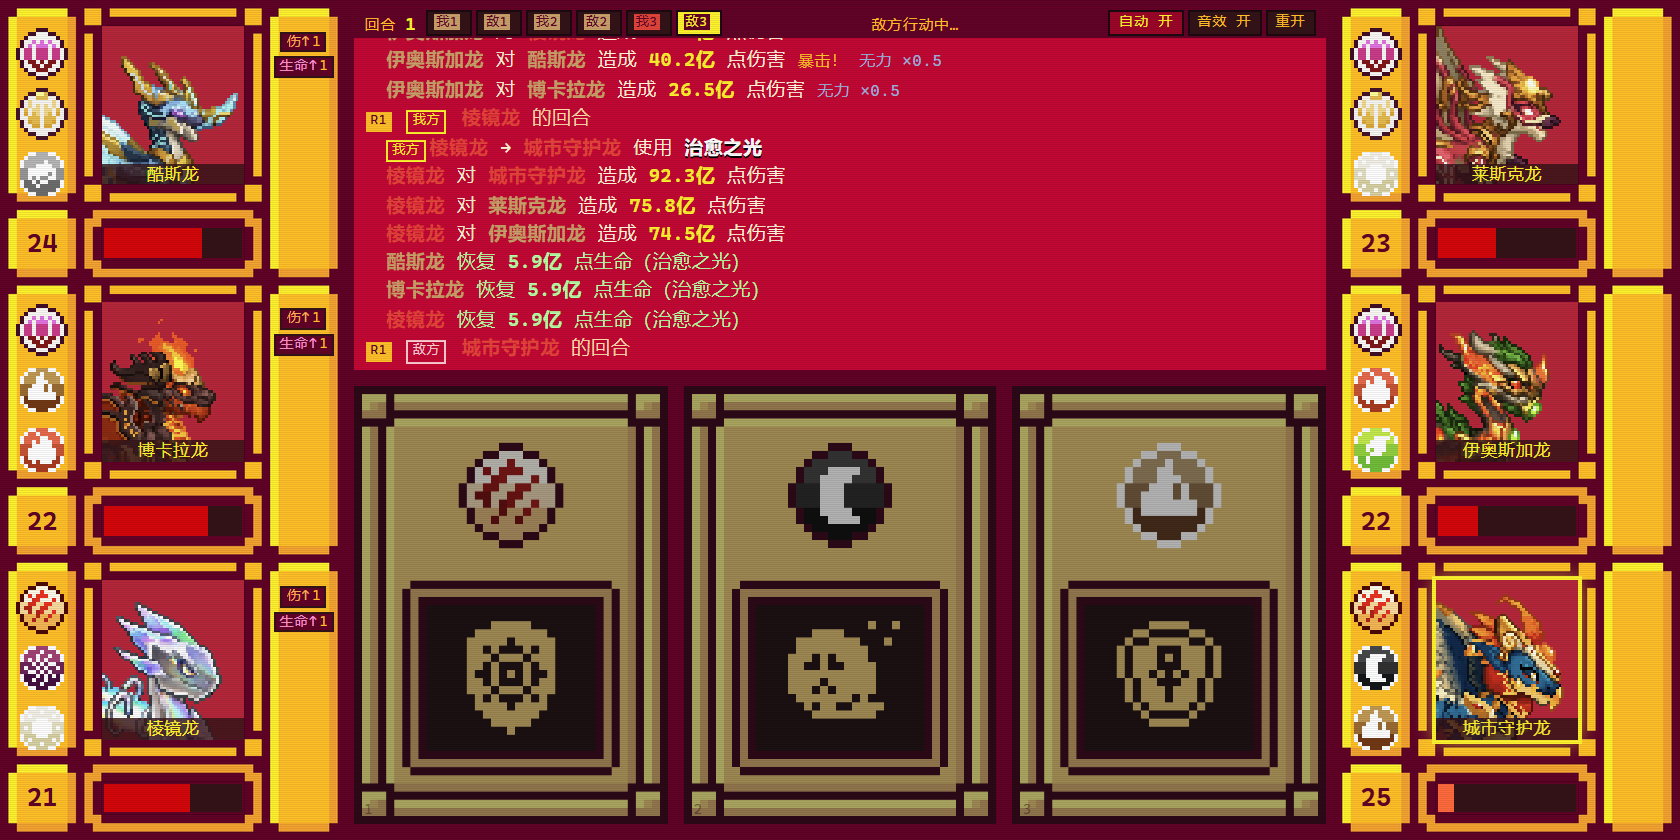 回合 1 我1 敌1 我2 敌2 我3 敌3 敌方行动中… 自动 开 音效 开 重开
伊奥斯加龙 对 酷斯龙 造成 40.2亿 点伤害 暴击! 无力 ×0.5
伊奥斯加龙 对 博卡拉龙 造成 26.5亿 点伤害 无力 ×0.5
R1 我方 棱镜龙 的回合
我方 棱镜龙 → 城市守护龙 使用 治愈之光
棱镜龙 对 城市守护龙 造成 92.3亿 点伤害
棱镜龙 对 莱斯克龙 造成 75.8亿 点伤害
棱镜龙 对 伊奥斯加龙 造成 74.5亿 点伤害
酷斯龙 恢复 5.9亿 点生命 (治愈之光)
博卡拉龙 恢复 5.9亿 点生命 (治愈之光)
棱镜龙 恢复 5.9亿 点生命 (治愈之光)
R1 敌方 城市守护龙 的回合
伤↑1
生命↑1
酷斯龙
24
伤↑1
生命↑1
博卡拉龙
22
伤↑1
生命↑1
棱镜龙
21
1
2
3
莱斯克龙
23
伊奥斯加龙
22
城市守护龙
25